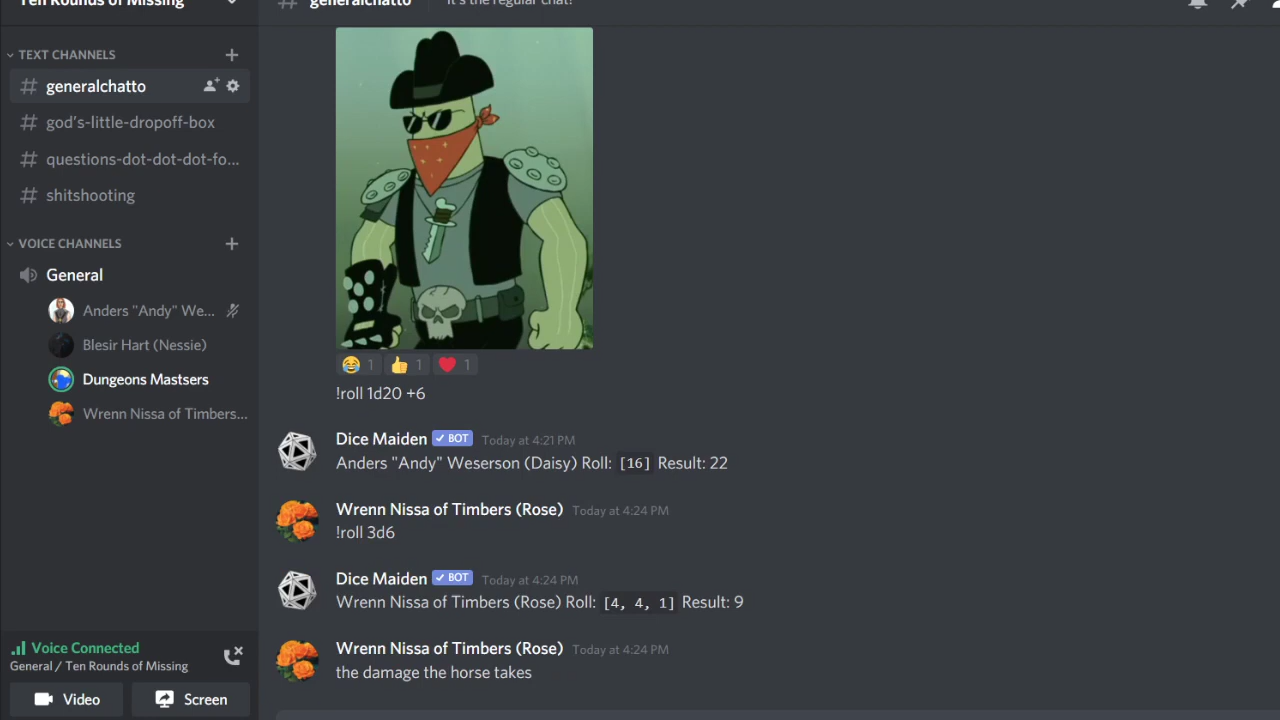 Ten Rounds of Missing
generalchatto
It's the regular chat!
TEXT CHANNELS
generalchatto
god's-little-dropoff-box
questions-dot-dot-dot-fo...
shitshooting
VOICE CHANNELS
General
Anders "Andy" We...
Blesir Hart (Nessie)
Dungeons Mastsers
Wrenn Nissa of Timbers...
Voice Connected
General / Ten Rounds of Missing
Video
Screen
1
1
1
!roll 1d20 +6
Dice Maiden BOT Today at 4:21 PM
Anders "Andy" Weserson (Daisy) Roll: [16] Result: 22
Wrenn Nissa of Timbers (Rose) Today at 4:24 PM
!roll 3d6
Dice Maiden BOT Today at 4:24 PM
Wrenn Nissa of Timbers (Rose) Roll: [4, 4, 1] Result: 9
Wrenn Nissa of Timbers (Rose) Today at 4:24 PM
the damage the horse takes